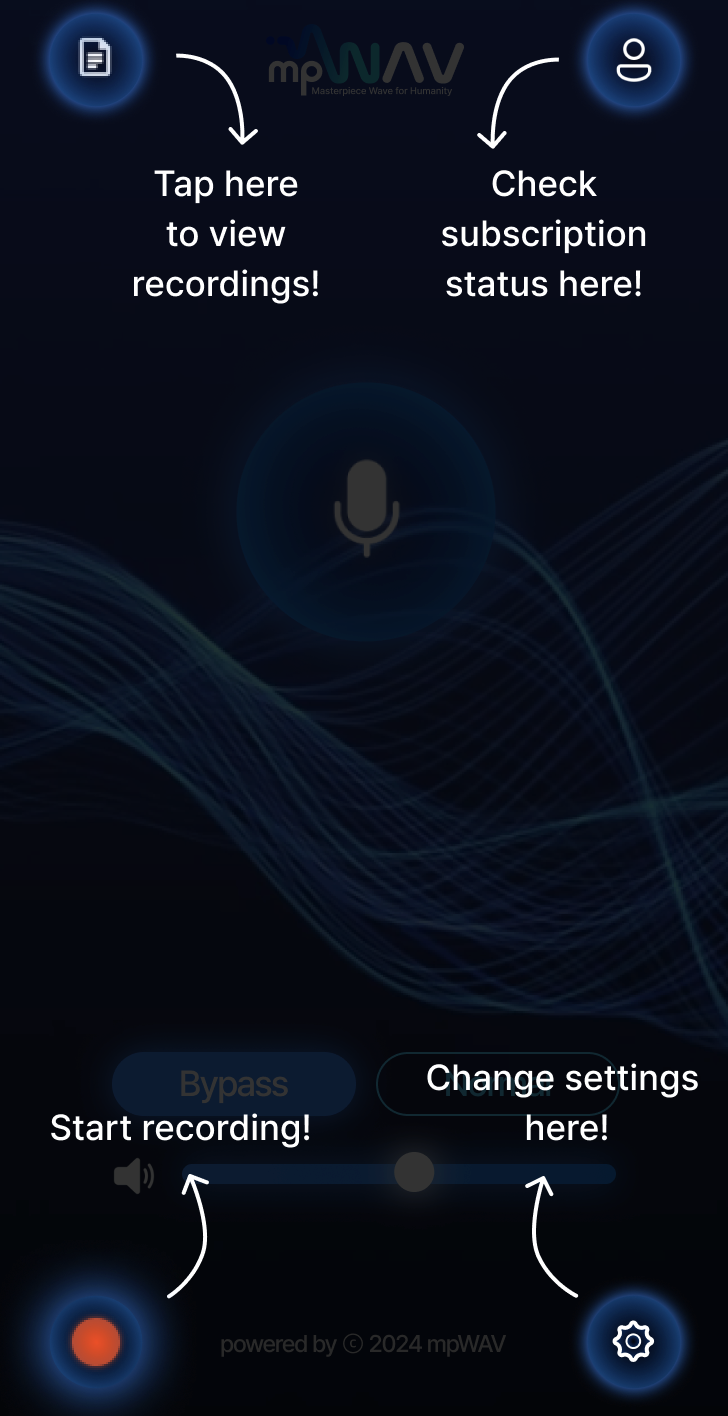 mpWAV
Masterpiece Wave for Humanity
Tap here
to view
recordings!
Check
subscription
status here!
Bypass
Normal
Change settings
here!
Start recording!
powered by ⓒ 2024 mpWAV